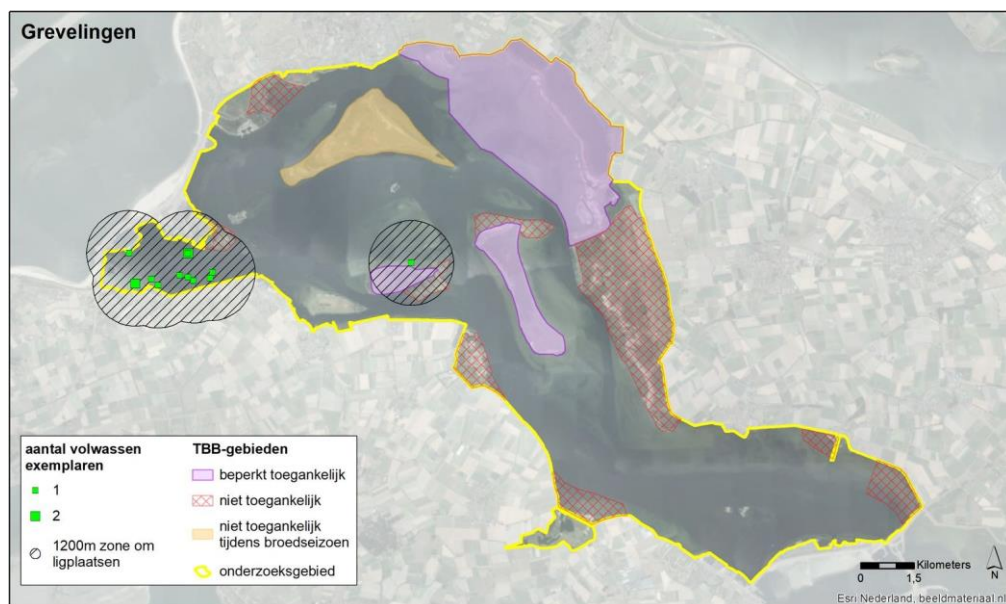 Grevelingen
aantal volwassen
exemplaren
1
2
1200m zone om
ligplaatsen
TBB-gebieden
beperkt toegankelijk
niet toegankelijk
niet toegankelijk
tijdens broedseizoen
onderzoeksgebied
Kilometers
0 1,5
N
Esri Nederland, beeldmateriaal.nl